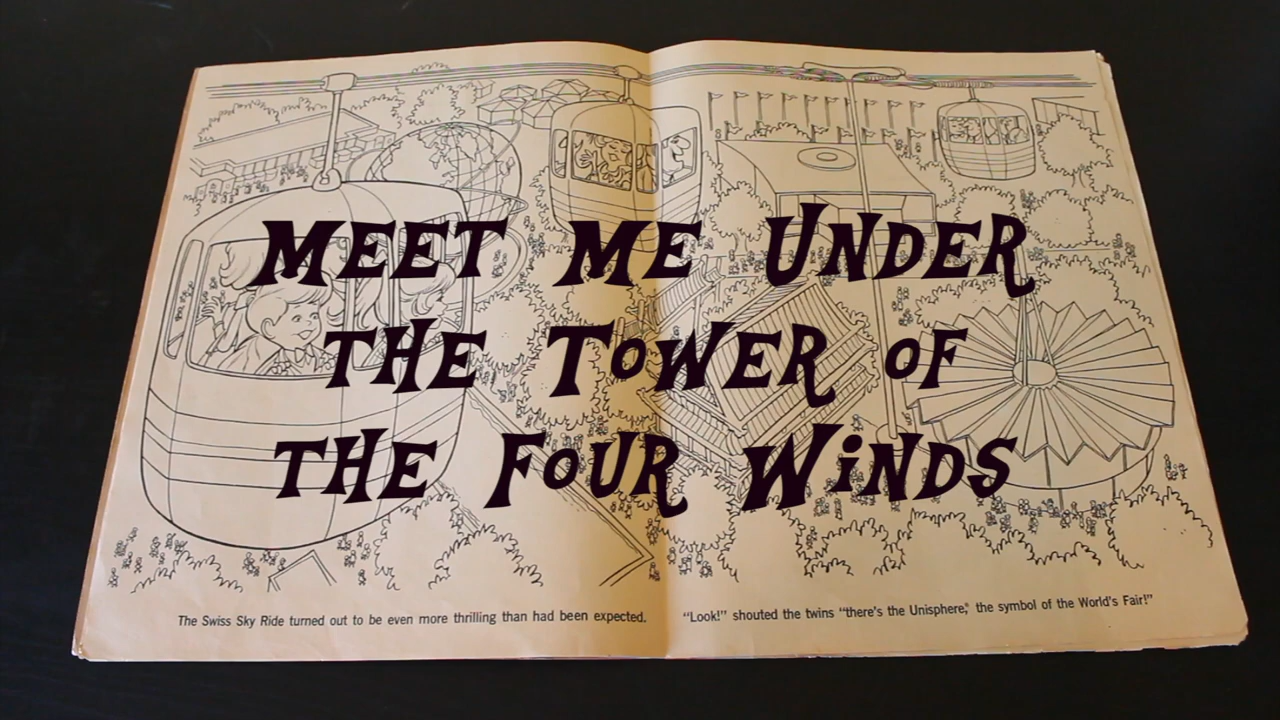 MEET ME UNDER
THE TOWER OF
THE FOUR WINDS
The Swiss Sky Ride turned out to be even more thrilling than had been expected.
"Look!" shouted the twins "there's the Unisphere,® the symbol of the World's Fair!"